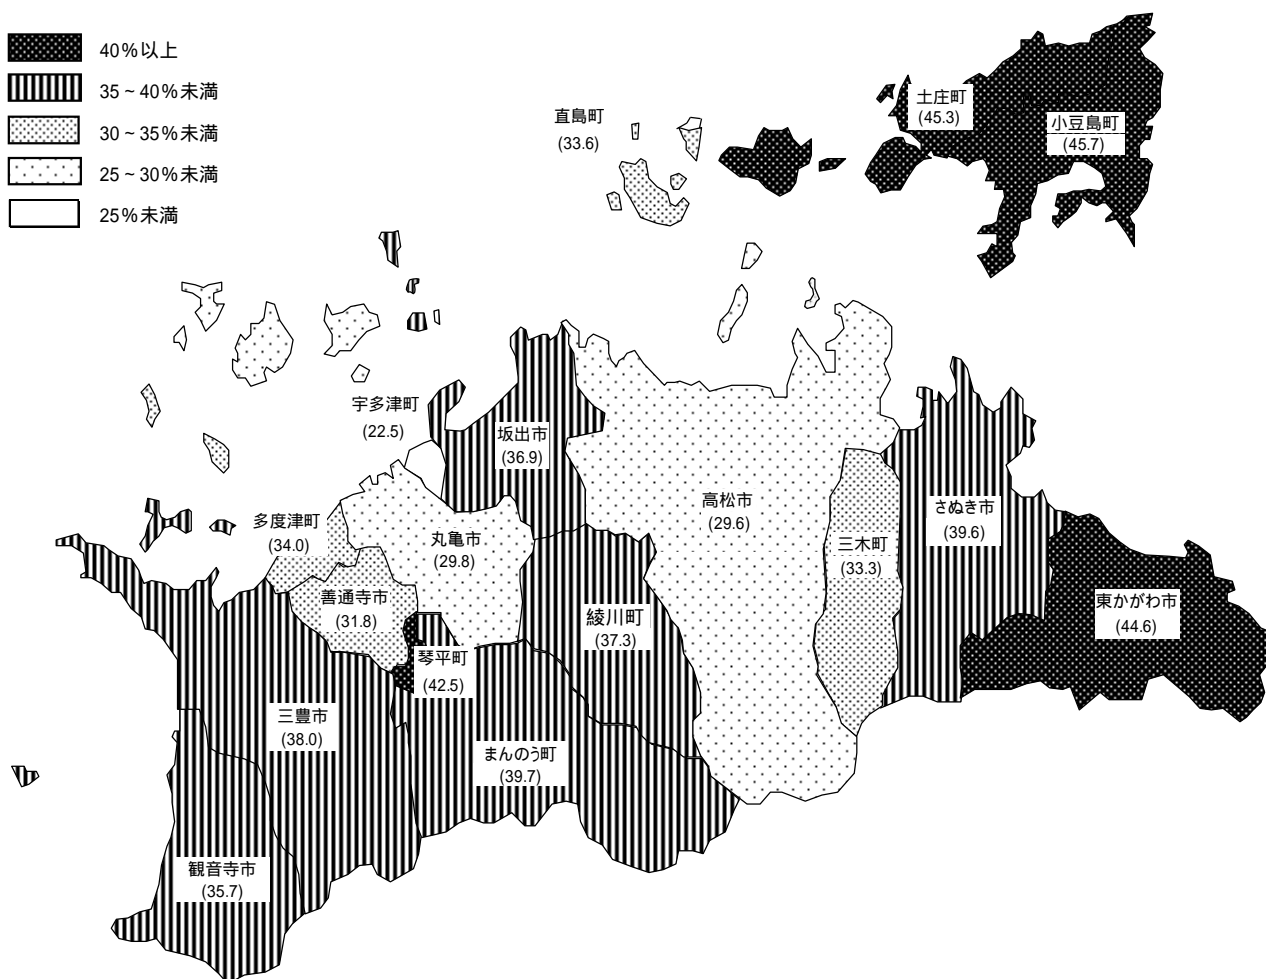 40%以上
35~40%未満
30~35%未満
25~30%未満
25%未満
直島町
(33.6)
土庄町
(45.3)
小豆島町
(45.7)
宇多津町
(22.5)
坂出市
(36.9)
高松市
(29.6)
さぬき市
(39.6)
多度津町
(34.0)
丸亀市
(29.8)
三木町
(33.3)
善通寺市
(31.8)
綾川町
(37.3)
東かがわ市
(44.6)
琴平町
(42.5)
三豊市
(38.0)
まんのう町
(39.7)
観音寺市
(35.7)